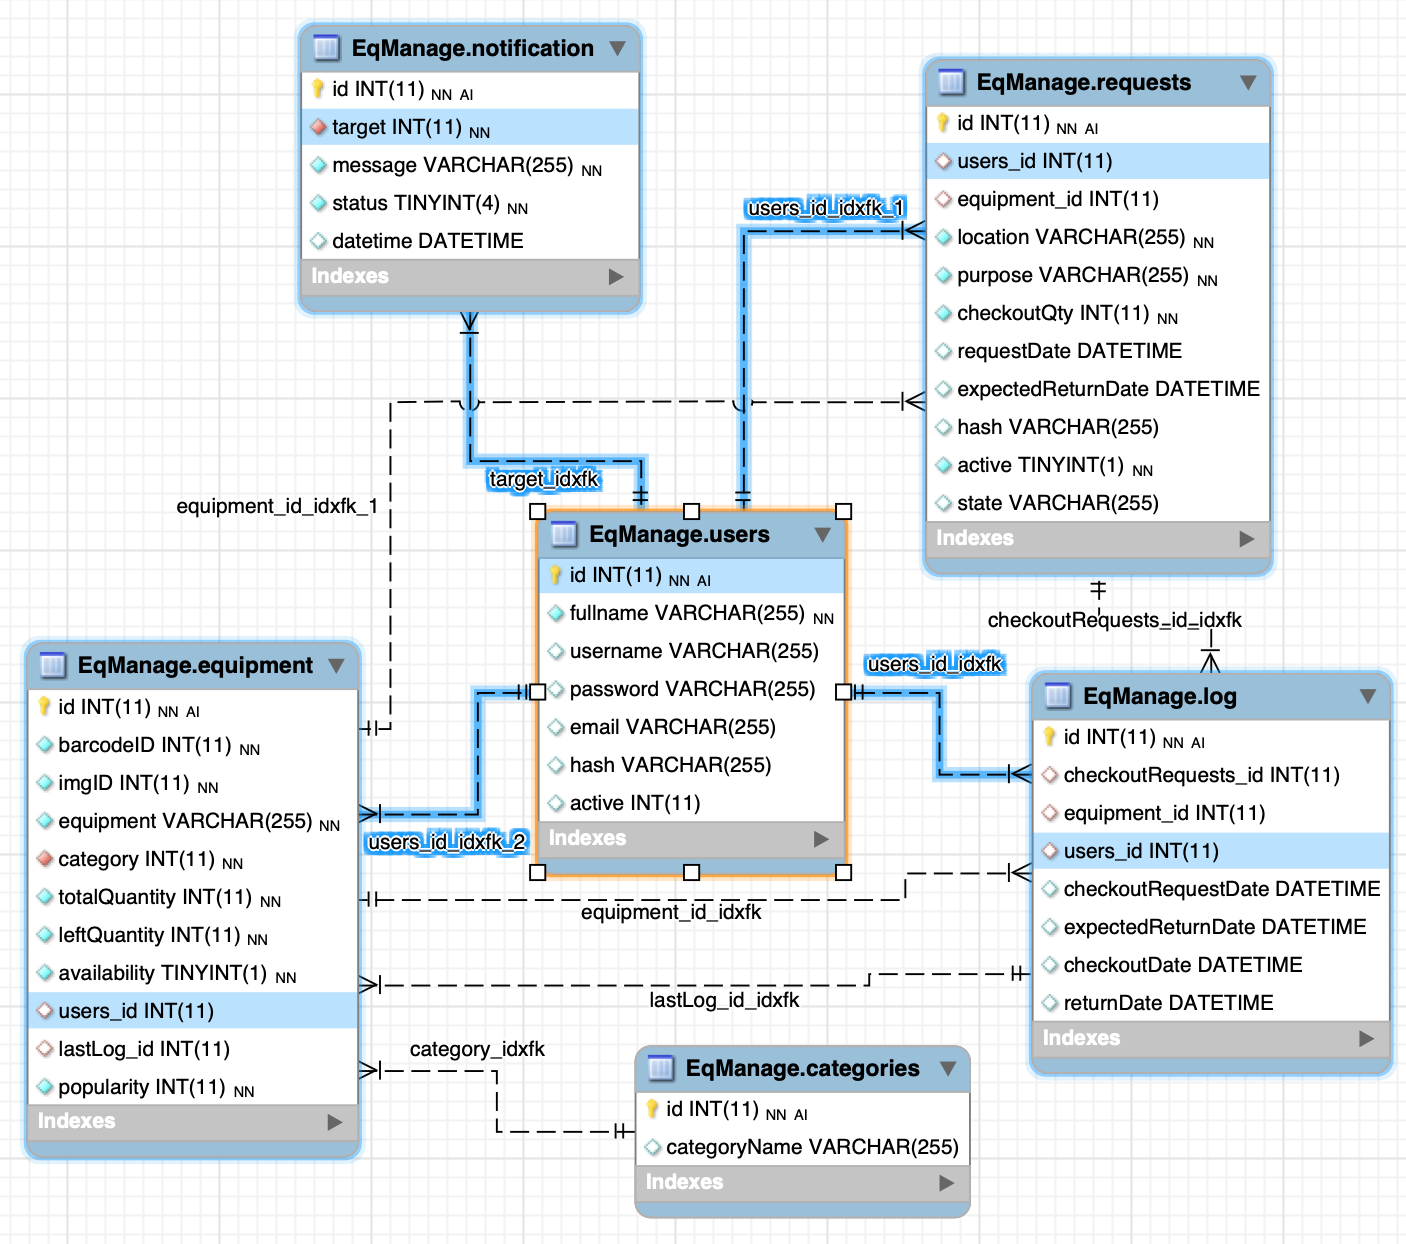 EqManage.notification
id INT(11) NN AI
target INT(11) NN
message VARCHAR(255) NN
status TINYINT(4) NN
datetime DATETIME
Indexes
EqManage.requests
id INT(11) NN AI
users_id INT(11)
equipment_id INT(11)
location VARCHAR(255) NN
purpose VARCHAR(255) NN
checkoutQty INT(11) NN
requestDate DATETIME
expectedReturnDate DATETIME
hash VARCHAR(255)
active TINYINT(1) NN
state VARCHAR(255)
Indexes
users_id_idxfk_1
target_idxfk
equipment_id_idxfk_1
EqManage.users
id INT(11) NN AI
fullname VARCHAR(255) NN
username VARCHAR(255)
password VARCHAR(255)
email VARCHAR(255)
hash VARCHAR(255)
active INT(11)
Indexes
checkoutRequests_id_idxfk
users_id_idxfk
EqManage.equipment
id INT(11) NN AI
barcodeID INT(11) NN
imgID INT(11) NN
equipment VARCHAR(255) NN
category INT(11) NN
totalQuantity INT(11) NN
leftQuantity INT(11) NN
availability TINYINT(1) NN
users_id INT(11)
lastLog_id INT(11)
popularity INT(11) NN
Indexes
users_id_idxfk_2
EqManage.log
id INT(11) NN AI
checkoutRequests_id INT(11)
equipment_id INT(11)
users_id INT(11)
checkoutRequestDate DATETIME
expectedReturnDate DATETIME
checkoutDate DATETIME
returnDate DATETIME
Indexes
equipment_id_idxfk
lastLog_id_idxfk
category_idxfk
EqManage.categories
id INT(11) NN AI
categoryName VARCHAR(255)
Indexes